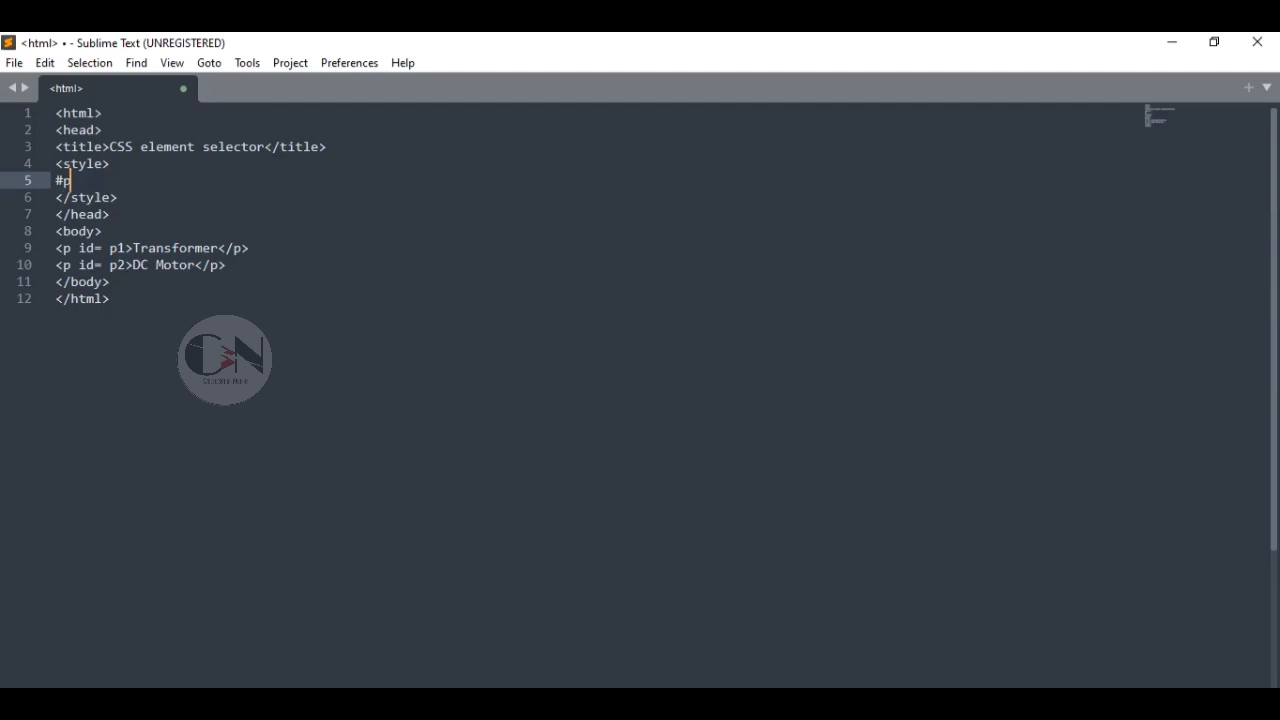 <html> • - Sublime Text (UNREGISTERED)
File Edit Selection Find View Goto Tools Project Preferences Help
<html>
1 <html>
2 <head>
3 <title>CSS element selector</title>
4 <style>
5 #p
6 </style>
7 </head>
8 <body>
9 <p id= p1>Transformer</p>
10 <p id= p2>DC Motor</p>
11 </body>
12 </html>